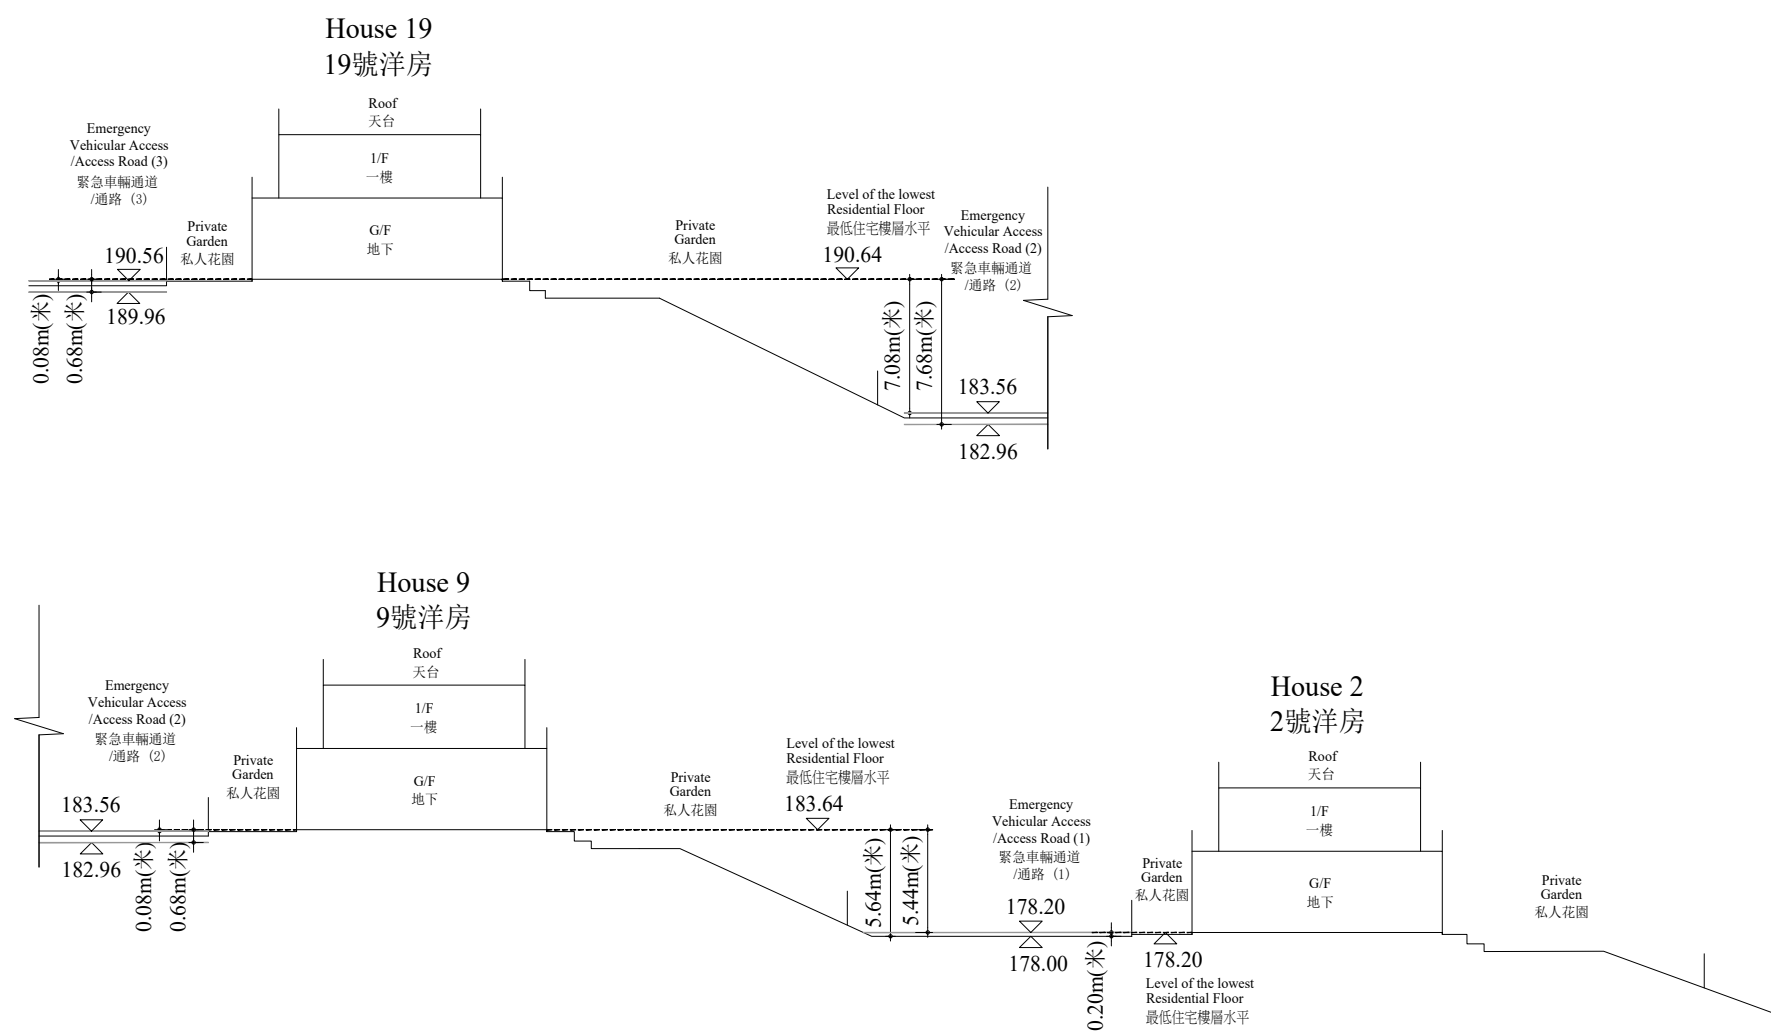 House 19
19號洋房
Roof
天台
1/F
一樓
G/F
地下
Emergency
Vehicular Access
/Access Road (3)
緊急車輛通道
/通路 (3)
Private
Garden
私人花園
190.56
189.96
0.08m(米)
0.68m(米)
Private
Garden
私人花園
Level of the lowest
Residential Floor
最低住宅樓層水平
190.64
Emergency
Vehicular Access
/Access Road (2)
緊急車輛通道
/通路 (2)
7.08m(米)
7.68m(米)
183.56
182.96
House 9
9號洋房
Roof
天台
1/F
一樓
G/F
地下
Emergency
Vehicular Access
/Access Road (2)
緊急車輛通道
/通路 (2)
Private
Garden
私人花園
183.56
182.96
0.08m(米)
0.68m(米)
Private
Garden
私人花園
Level of the lowest
Residential Floor
最低住宅樓層水平
183.64
5.64m(米)
5.44m(米)
Emergency
Vehicular Access
/Access Road (1)
緊急車輛通道
/通路 (1)
178.20
178.00
0.20m(米)
House 2
2號洋房
Roof
天台
1/F
一樓
G/F
地下
Private
Garden
私人花園
178.20
Level of the lowest
Residential Floor
最低住宅樓層水平
Private
Garden
私人花園